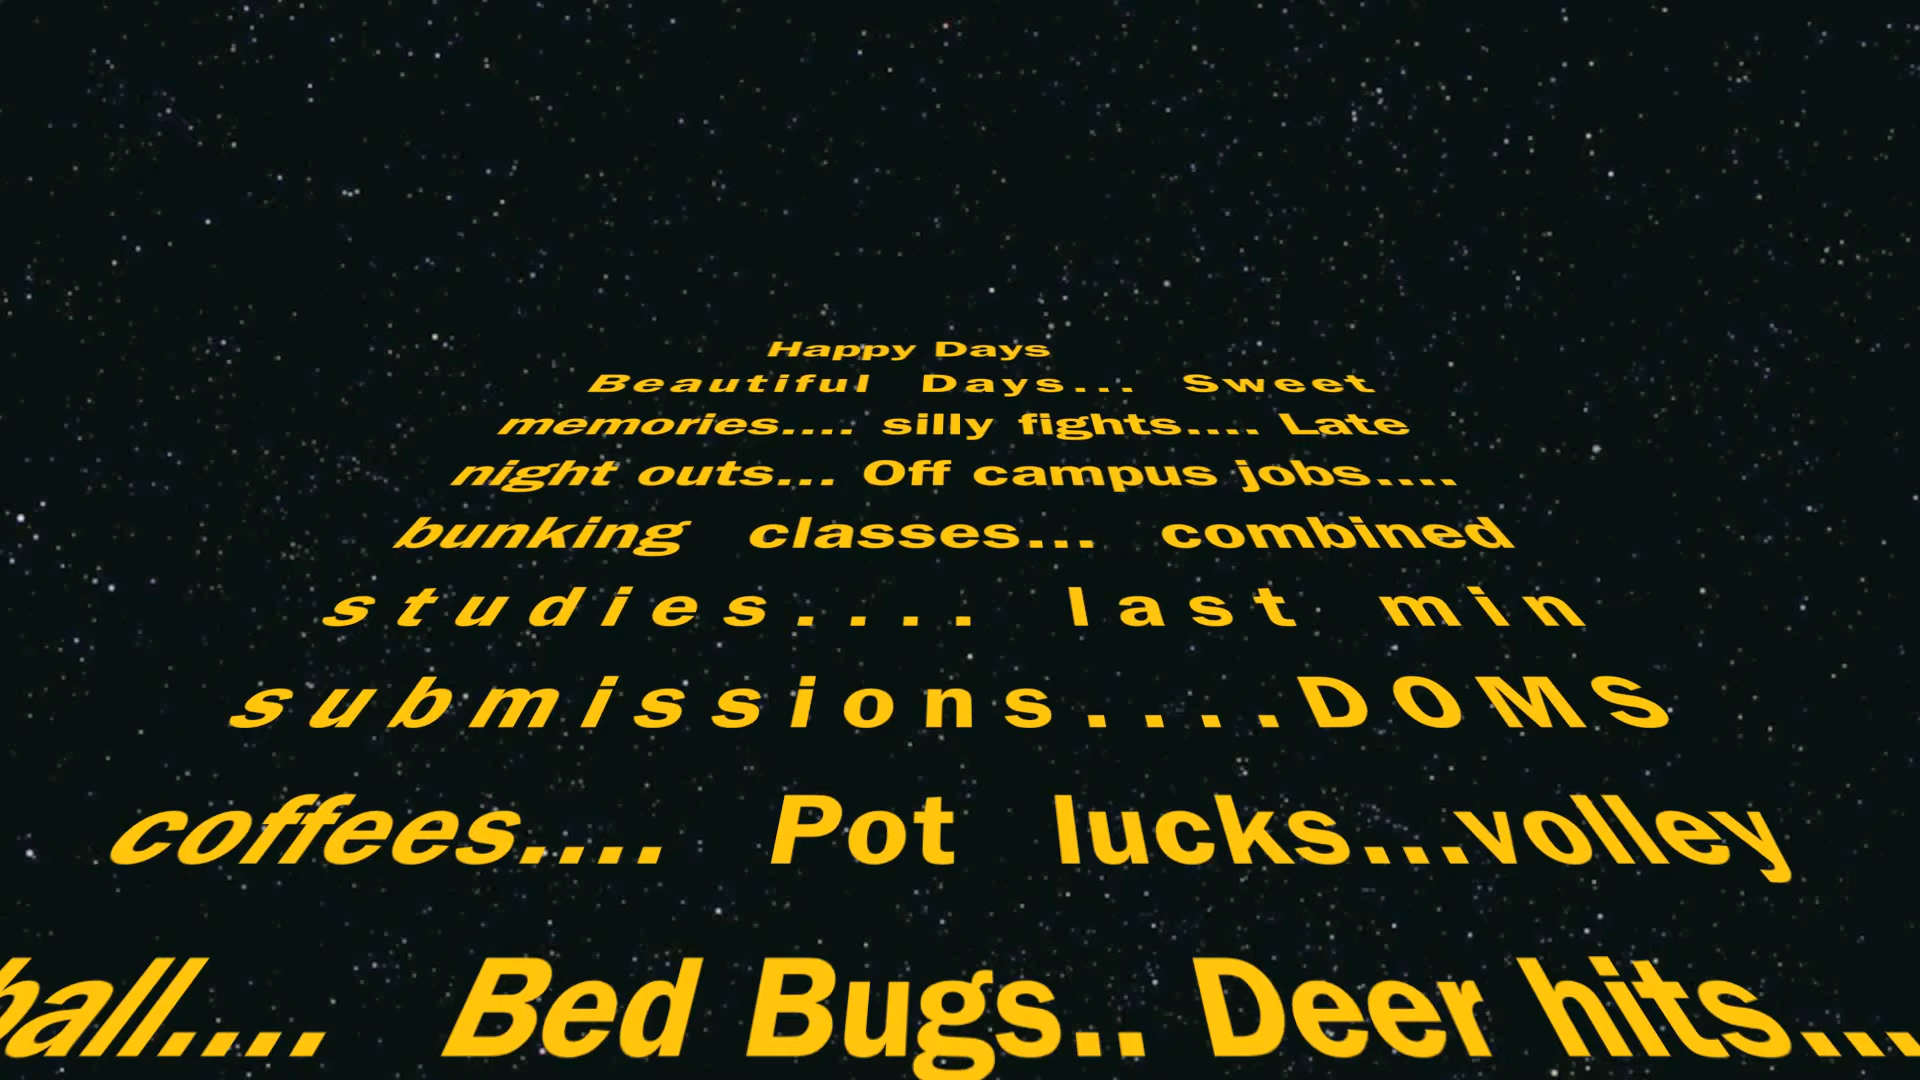 Happy Days
Beautiful Days... Sweet
memories.... silly fights.... Late
night outs... Off campus jobs....
bunking classes... combined
studies.... last min
submissions....DOMS
coffees.... Pot lucks...volley
ball.... Bed Bugs.. Deer hits...